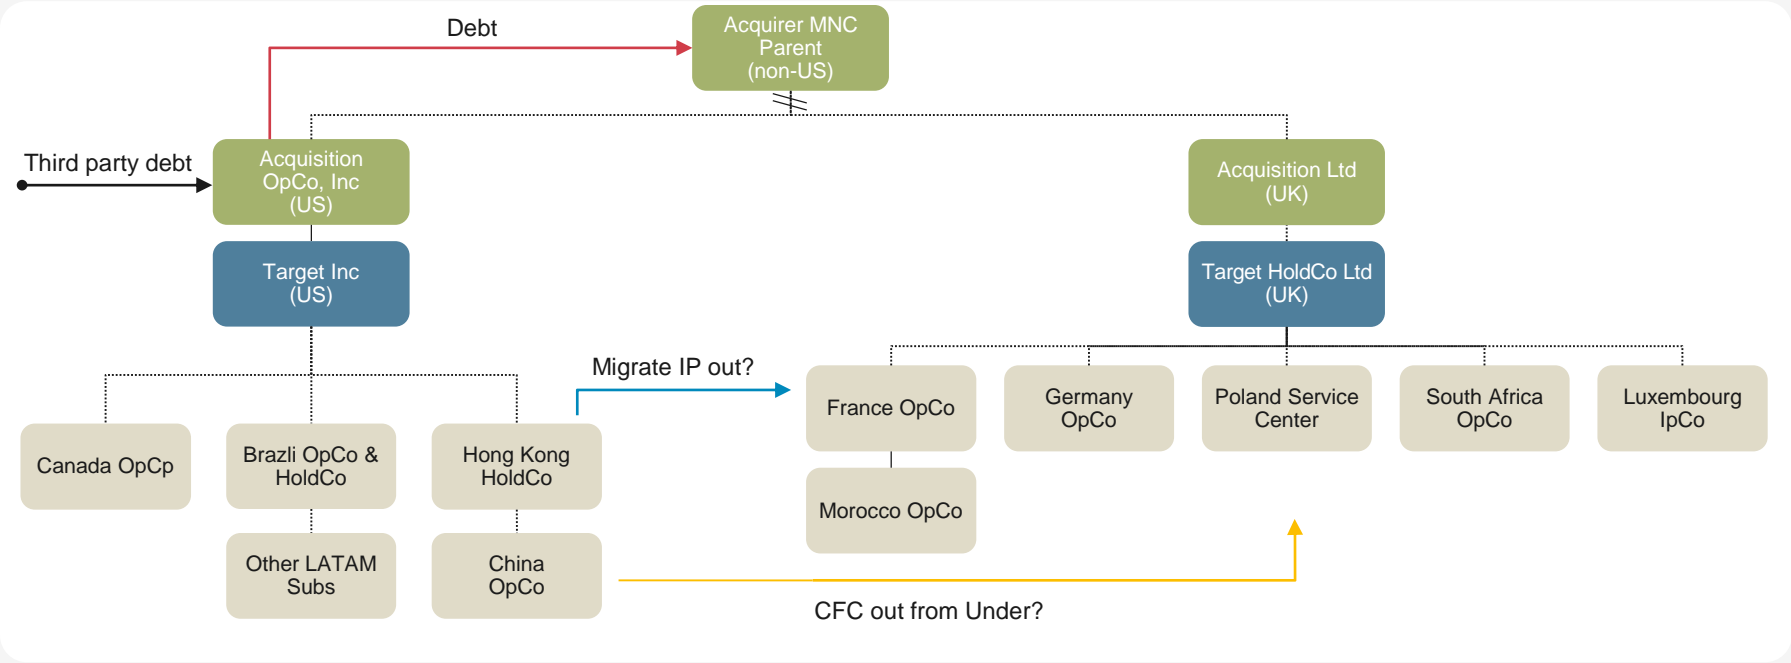 Debt
Acquirer MNC
Parent
(non-US)
Third party debt
Acquisition
OpCo, Inc
(US)
Acquisition Ltd
(UK)
Target Inc
(US)
Target HoldCo Ltd
(UK)
Migrate IP out?
Canada OpCp
Brazli OpCo &
HoldCo
Hong Kong
HoldCo
France OpCo
Germany
OpCo
Poland Service
Center
South Africa
OpCo
Luxembourg
IpCo
Other LATAM
Subs
China
OpCo
Morocco OpCo
CFC out from Under?